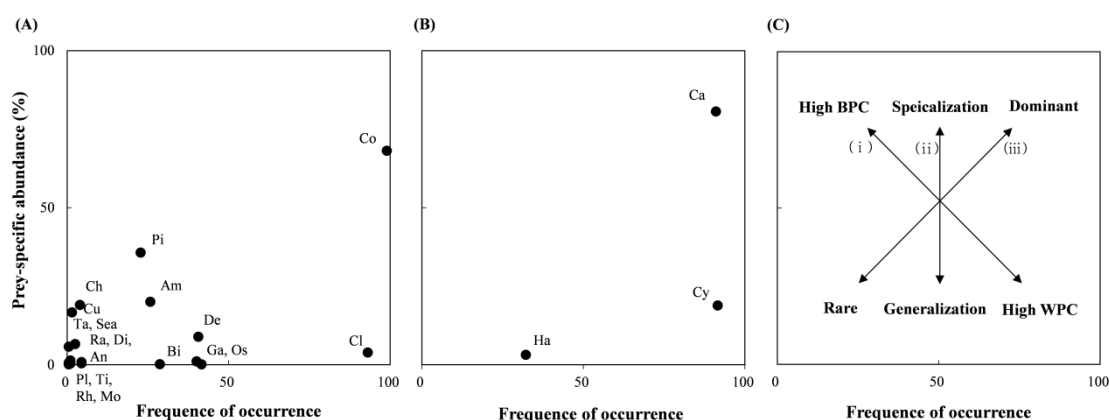 (A)
Prey-specific abundance (%)
100
50
0
Co
Pi
Ch
Am
Cu
Ta, Sea
De
Ra, Di,
Cl
An
Bi
Ga, Os
Pl, Ti,
Rh, Mo
0
50
100
Frequence of occurrence
(B)
Ca
Cy
Ha
0
50
100
Frequence of occurrence
(C)
High BPC
Speicalization
Dominant
(i)
(ii)
(iii)
Rare
Generalization
High WPC
0
50
100
Frequence of occurrence